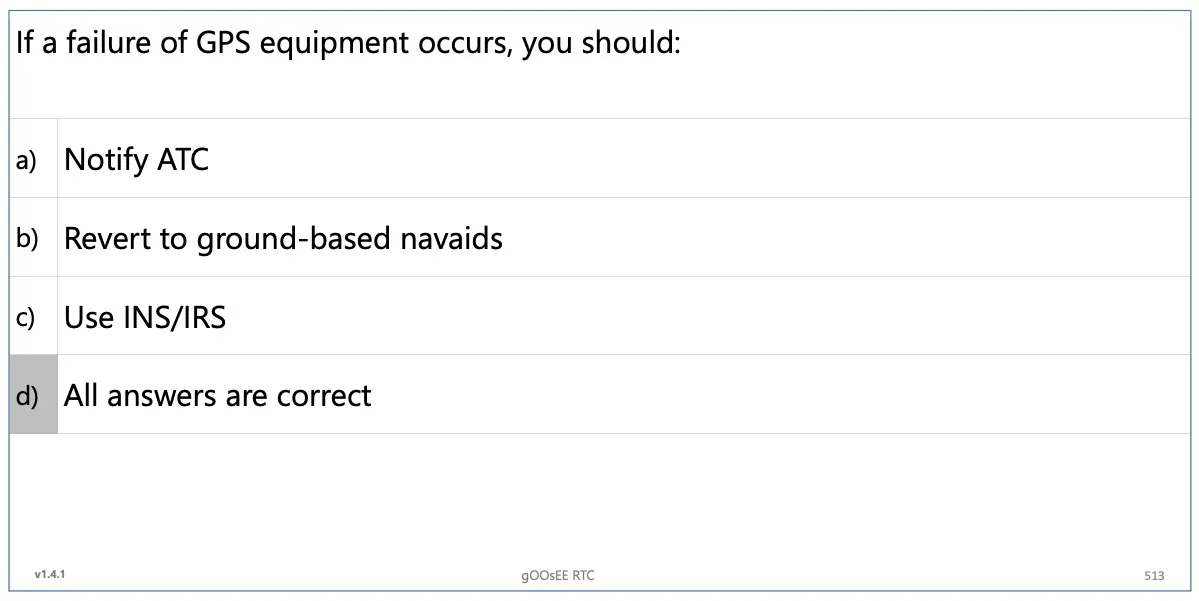 If a failure of GPS equipment occurs, you should:
a) Notify ATC
b) Revert to ground-based navaids
c) Use INS/IRS
d) All answers are correct
v1.4.1 gOOsEE RTC 513